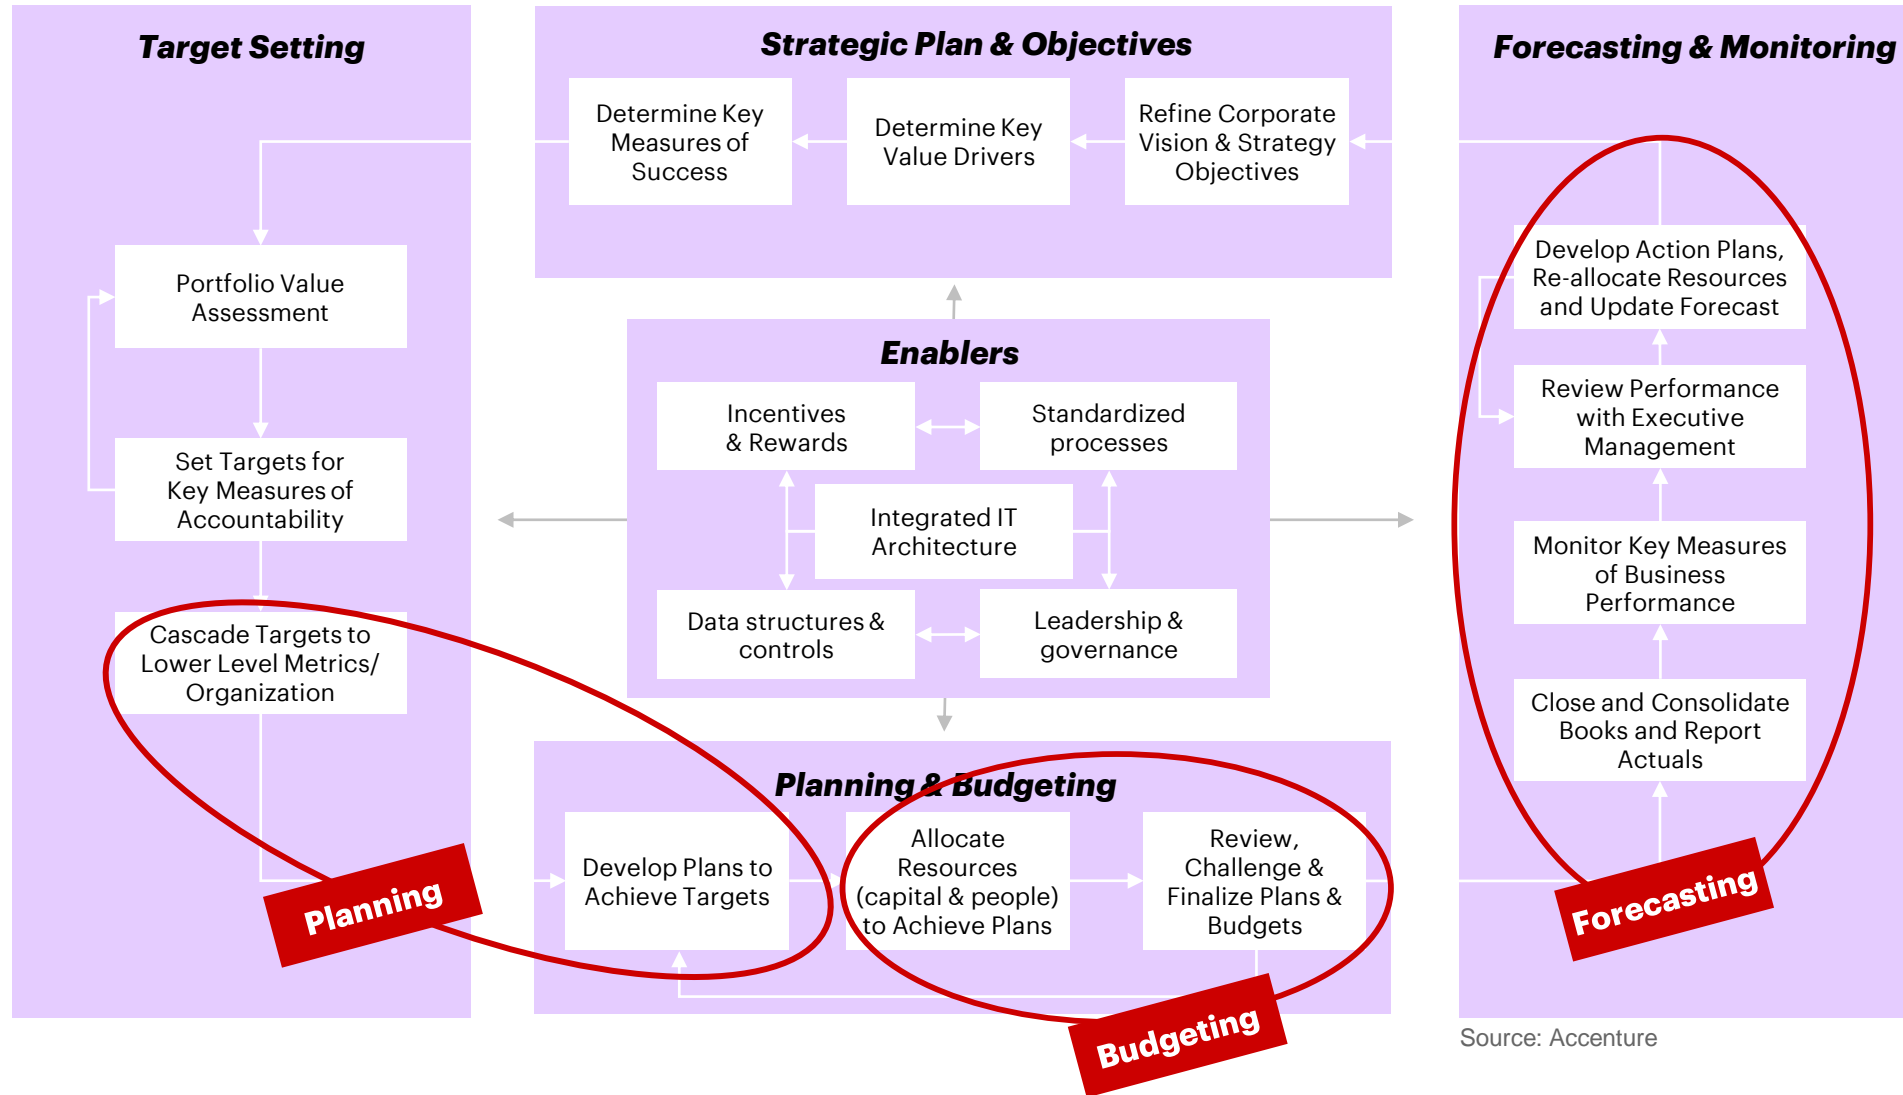 Target Setting
Portfolio Value
Assessment
Set Targets for
Key Measures of
Accountability
Cascade Targets to
Lower Level Metrics/
Organization
Planning
Strategic Plan & Objectives
Determine Key
Measures of
Success
Determine Key
Value Drivers
Refine Corporate
Vision & Strategy
Objectives
Enablers
Incentives
& Rewards
Standardized
processes
Integrated IT
Architecture
Data structures &
controls
Leadership &
governance
Planning & Budgeting
Develop Plans to
Achieve Targets
Allocate
Resources
(capital & people)
to Achieve Plans
Review,
Challenge &
Finalize Plans &
Budgets
Budgeting
Forecasting & Monitoring
Develop Action Plans,
Re-allocate Resources
and Update Forecast
Review Performance
with Executive
Management
Monitor Key Measures
of Business
Performance
Close and Consolidate
Books and Report
Actuals
Forecasting
Source: Accenture